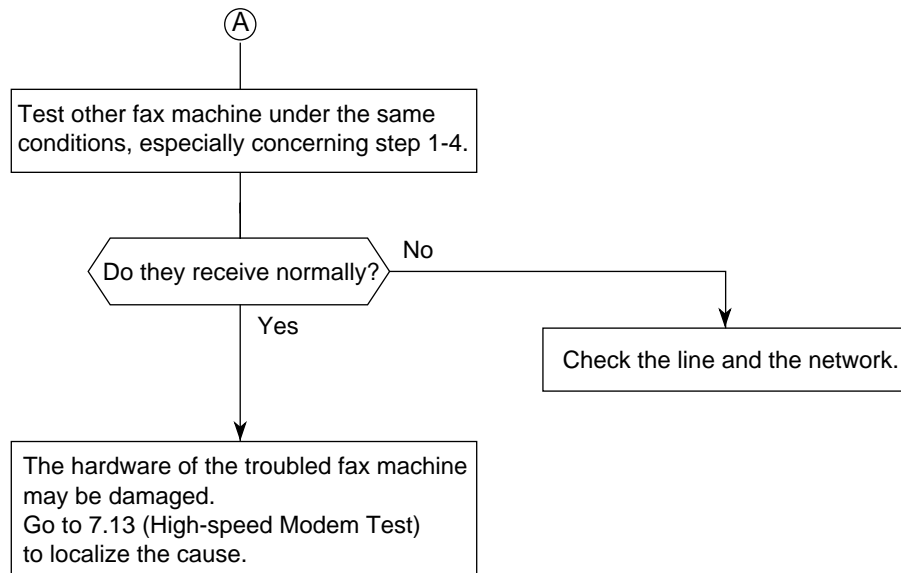 A
Test other fax machine under the same
conditions, especially concerning step 1-4.
Do they receive normally?
No
Yes
Check the line and the network.
The hardware of the troubled fax machine
may be damaged.
Go to 7.13 (High-speed Modem Test)
to localize the cause.